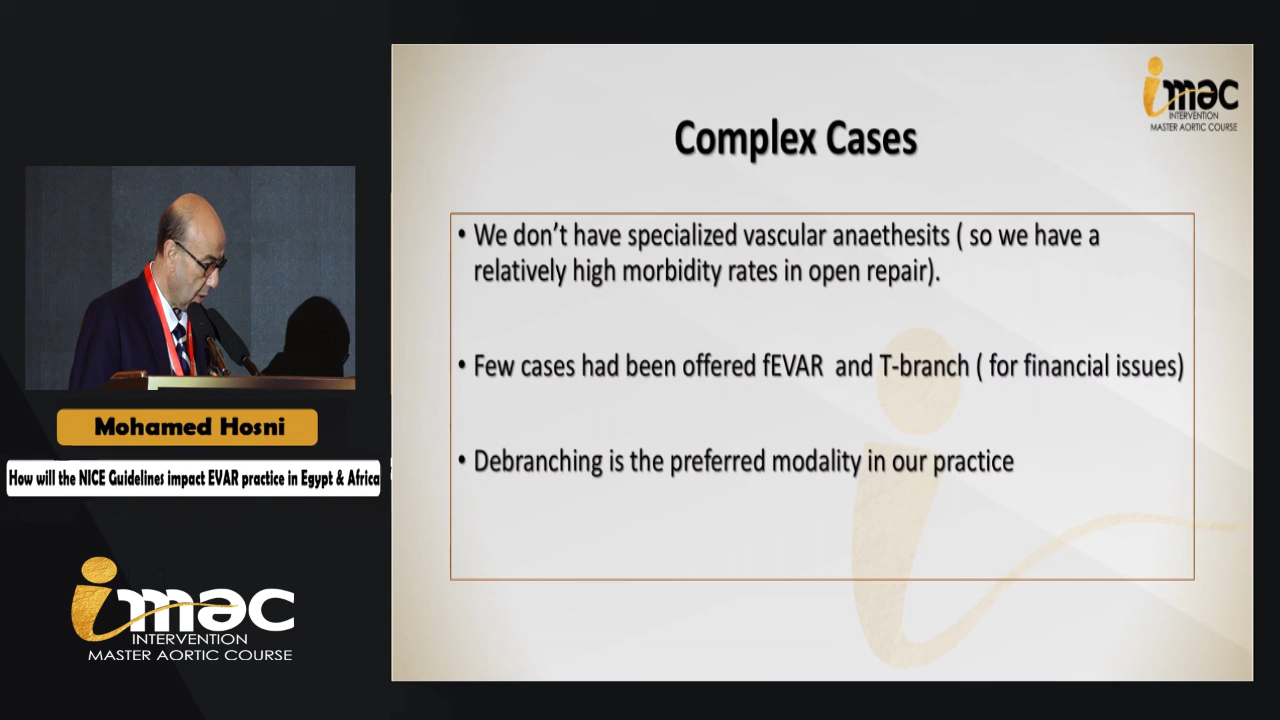 imac
INTERVENTION
MASTER AORTIC COURSE
Complex Cases
• We don’t have specialized vascular anaethesits ( so we have a
relatively high morbidity rates in open repair).
• Few cases had been offered fEVAR and T-branch ( for financial issues)
• Debranching is the preferred modality in our practice
Mohamed Hosni
How will the NICE Guidelines impact EVAR practice in Egypt & Africa
imac
INTERVENTION
MASTER AORTIC COURSE